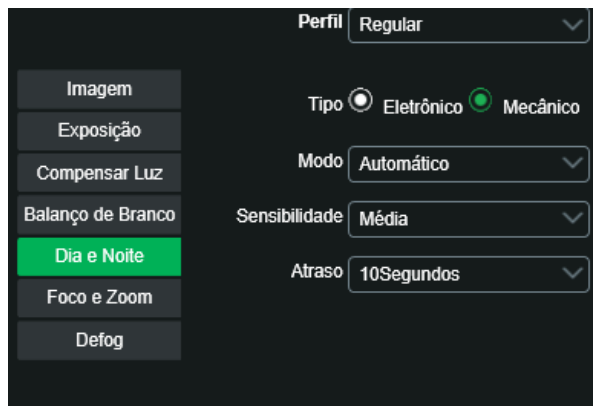 Perfil Regular
Imagem
Exposição
Compensar Luz
Balanço de Branco
Dia e Noite
Foco e Zoom
Defog
Tipo Eletrônico Mecânico
Modo Automático
Sensibilidade Média
Atraso 10Segundos